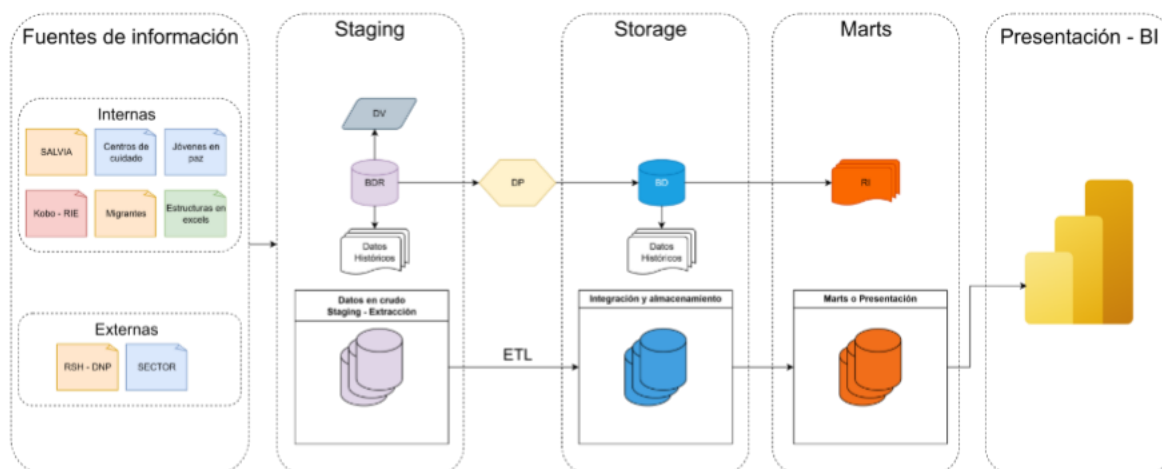 Fuentes de información
Staging
Storage
Marts
Presentación - BI
Internas
SALVIA
Centros de
cuidado
Jóvenes en
paz
Kobo - RIE
Migrantes
Estructuras en
excels
Externas
RSH - DNP
SECTOR
DV
BDR
DP
BD
RI
Datos
Históricos
Datos
Históricos
Datos en crudo
Staging - Extracción
ETL
Integración y almacenamiento
Marts o Presentación